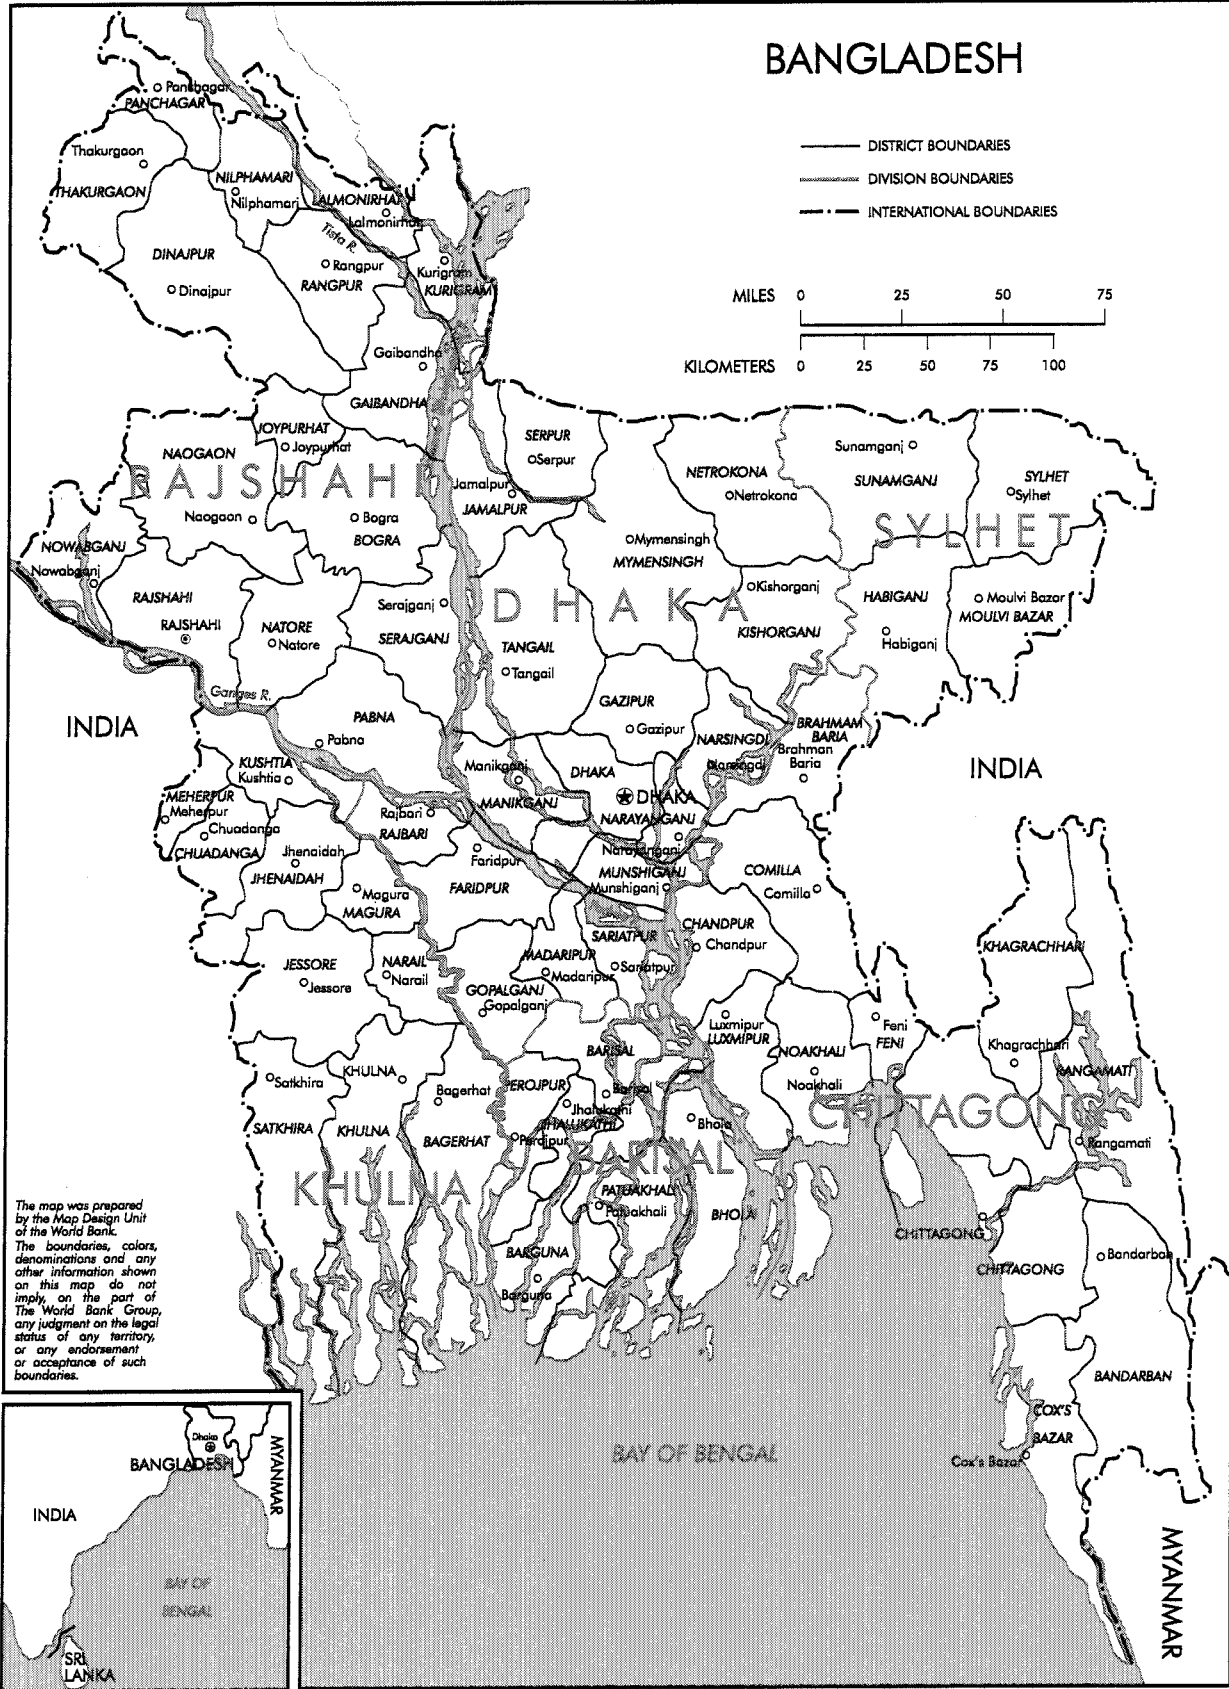 BANGLADESH
DISTRICT BOUNDARIES
DIVISION BOUNDARIES
INTERNATIONAL BOUNDARIES
MILES 0 25 50 75
KILOMETERS 0 25 50 75 100
Panchagar
PANCHAGAR
Thakurgaon
THAKURGAON
NILPHAMARI
Nilphamari
LALMONIRHAT
Lalmonirhat
Tista R.
DINAJPUR
Dinajpur
Rangpur
RANGPUR
Kurigram
KURIGRAM
Gaibandha
GAIBANDHA
JOYPURHAT
Joypurhat
NAOGAON
Naogaon
RAJSHAHI
Bogra
BOGRA
SERPUR
Serpur
Jamalpur
JAMALPUR
NETROKONA
Netrokona
Sunamganj
SUNAMGANJ
SYLHET
Sylhet
SYLHET
Mymensingh
MYMENSINGH
NOWABGANJ
Nowabganj
RAJSHAHI
RAJSHAHI
NATORE
Natore
Serajganj
SERAJGANJ
DHAKA
TANGAIL
Tangail
Kishorganj
KISHORGANJ
HABIGANJ
Habiganj
Moulvi Bazar
MOULVI BAZAR
Ganges R.
INDIA
PABNA
Pabna
GAZIPUR
Gazipur
NARSINGDI
Narsingdi
BRAHMAM
BARIA
Brahman
Baria
INDIA
KUSHTIA
Kushtia
MEHERPUR
Meherpur
Chuadanga
CHUADANGA
Manikganj
MANIKGANJ
DHAKA
DHAKA
NARAYANGANJ
Narayanganj
Rajbari
RAJBARI
Jhenaidah
JHENAIDAH
Magura
MAGURA
Faridpur
FARIDPUR
MUNSHIGANJ
Munshiganj
COMILLA
Comilla
CHANDPUR
Chandpur
SARIATPUR
Sariatpur
MADARIPUR
Madaripur
JESSORE
Jessore
NARAIL
Narail
GOPALGANJ
Gopalganj
KHAGRACHHARI
Khagrachhari
Luxmipur
LUXMIPUR
NOAKHALI
Noakhali
Feni
FENI
RANGAMATI
Rangamati
BARISAL
Barisal
Satkhira
SATKHIRA
KHULNA
KHULNA
Bagerhat
BAGERHAT
PEROJPUR
Perojpur
Jhalukathi
JHALUKATHI
Bhola
BHOLA
CHITTAGONG
KHULNA
BARISAL
PATUAKHALI
Patuakhali
BARGUNA
Barguna
CHITTAGONG
CHITTAGONG
Bandarban
BANDARBAN
COX'S
BAZAR
Cox's Bazar
BAY OF BENGAL
MYANMAR
The map was prepared
by the Map Design Unit
of the World Bank.
The boundaries, colors,
denominations and any
other information shown
on this map do not
imply, on the part of
The World Bank Group,
any judgment on the legal
status of any territory,
or any endorsement
or acceptance of such
boundaries.
Dhaka
BANGLADESH
MYANMAR
INDIA
BAY OF
BENGAL
SRI
LANKA